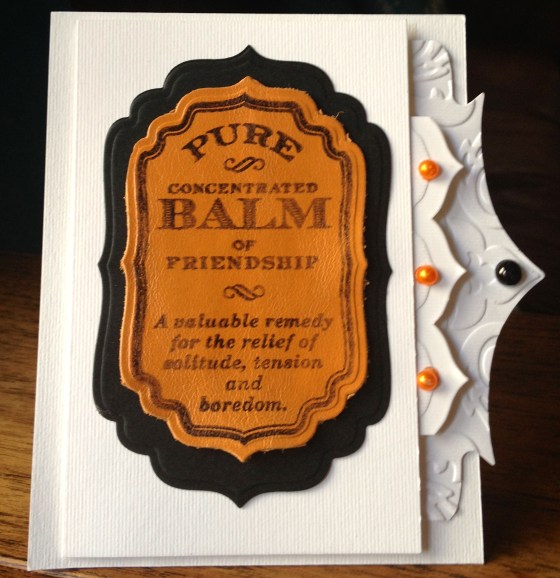 PURE
CONCENTRATED
BALM
OF
FRIENDSHIP
A valuable remedy
for the relief of
solitude, tension
and
boredom.